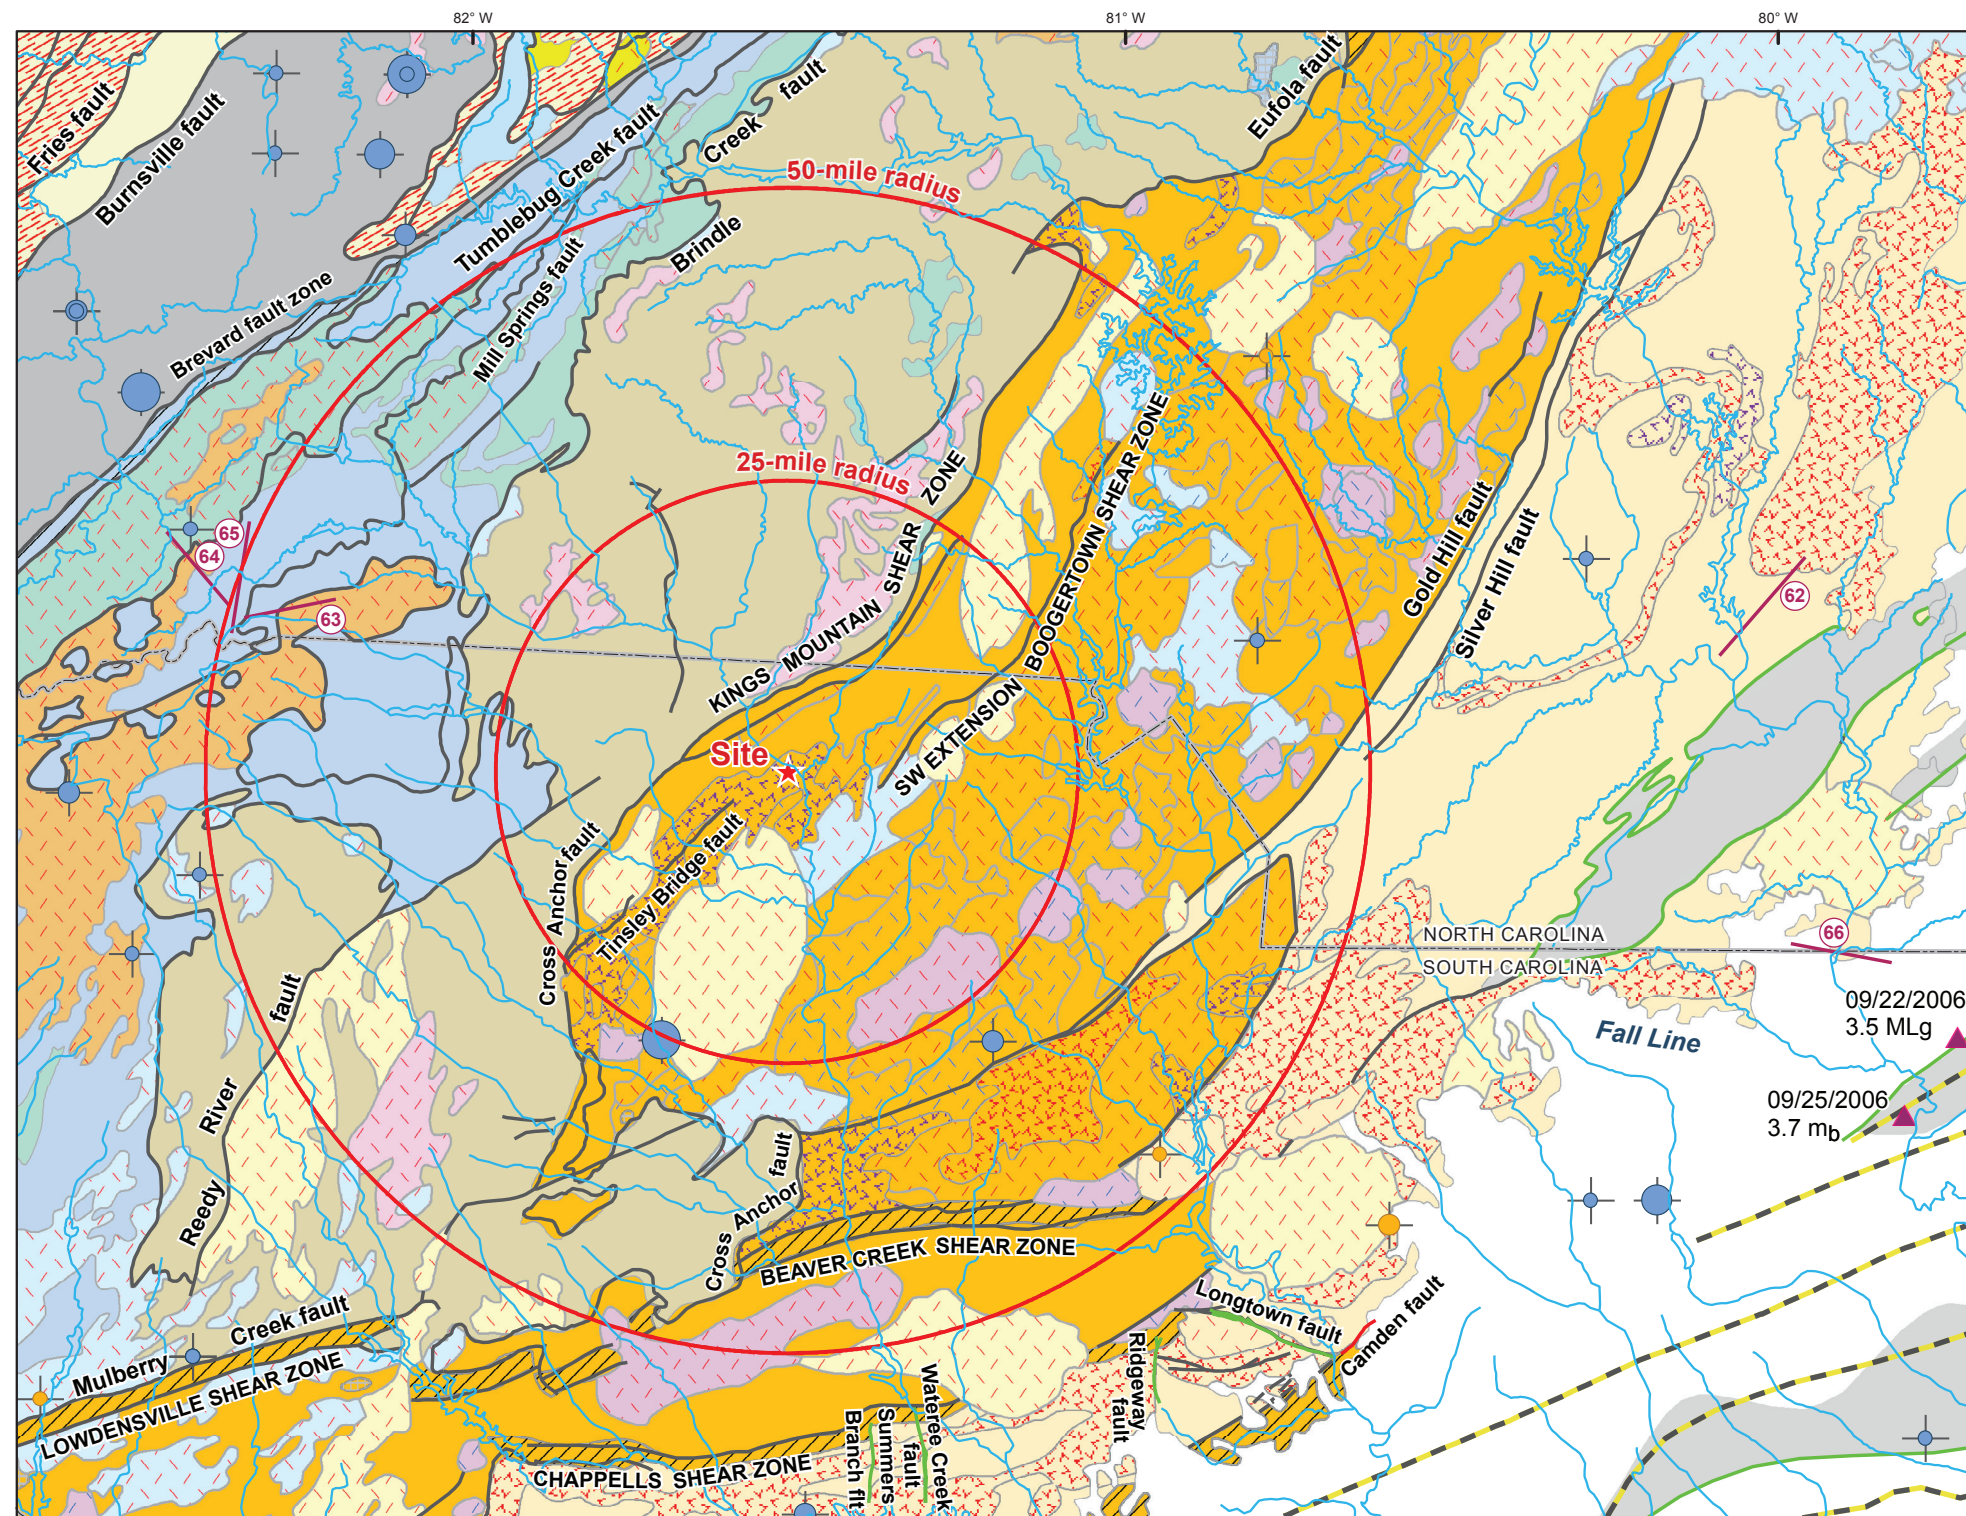 82° W
81° W
80° W
Fries fault
Burnsville fault
Tumblebug Creek fault
Creek fault
Eufola fault
50-mile radius
Brindle
Mill Springs fault
Brevard fault zone
25-mile radius
KINGS MOUNTAIN SHEAR ZONE
BOOGERTOWN SHEAR ZONE
SW EXTENSION
Gold Hill fault
Silver Hill fault
65
64
63
62
Site
Cross Anchor fault
Tinsley Bridge fault
NORTH CAROLINA
SOUTH CAROLINA
66
09/22/2006
3.5 MLg
Fall Line
09/25/2006
3.7 mb
Reedy River fault
Cross Anchor fault
BEAVER CREEK SHEAR ZONE
Longtown fault
Camden fault
Ridgeway fault
Mulberry Creek fault
LOWDENSVILLE SHEAR ZONE
CHAPPELLS SHEAR ZONE
Branch flt
Summers
Wateree Creek fault